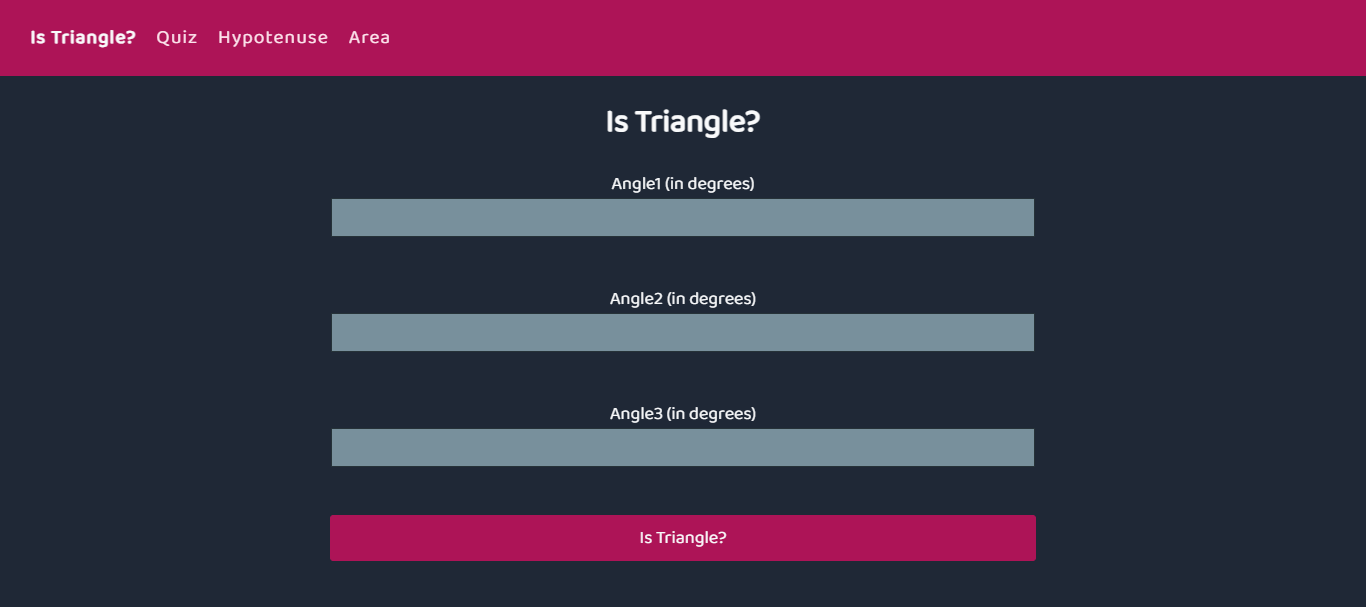 Is Triangle? Quiz Hypotenuse Area
Is Triangle?
Angle1 (in degrees)
Angle2 (in degrees)
Angle3 (in degrees)
Is Triangle?